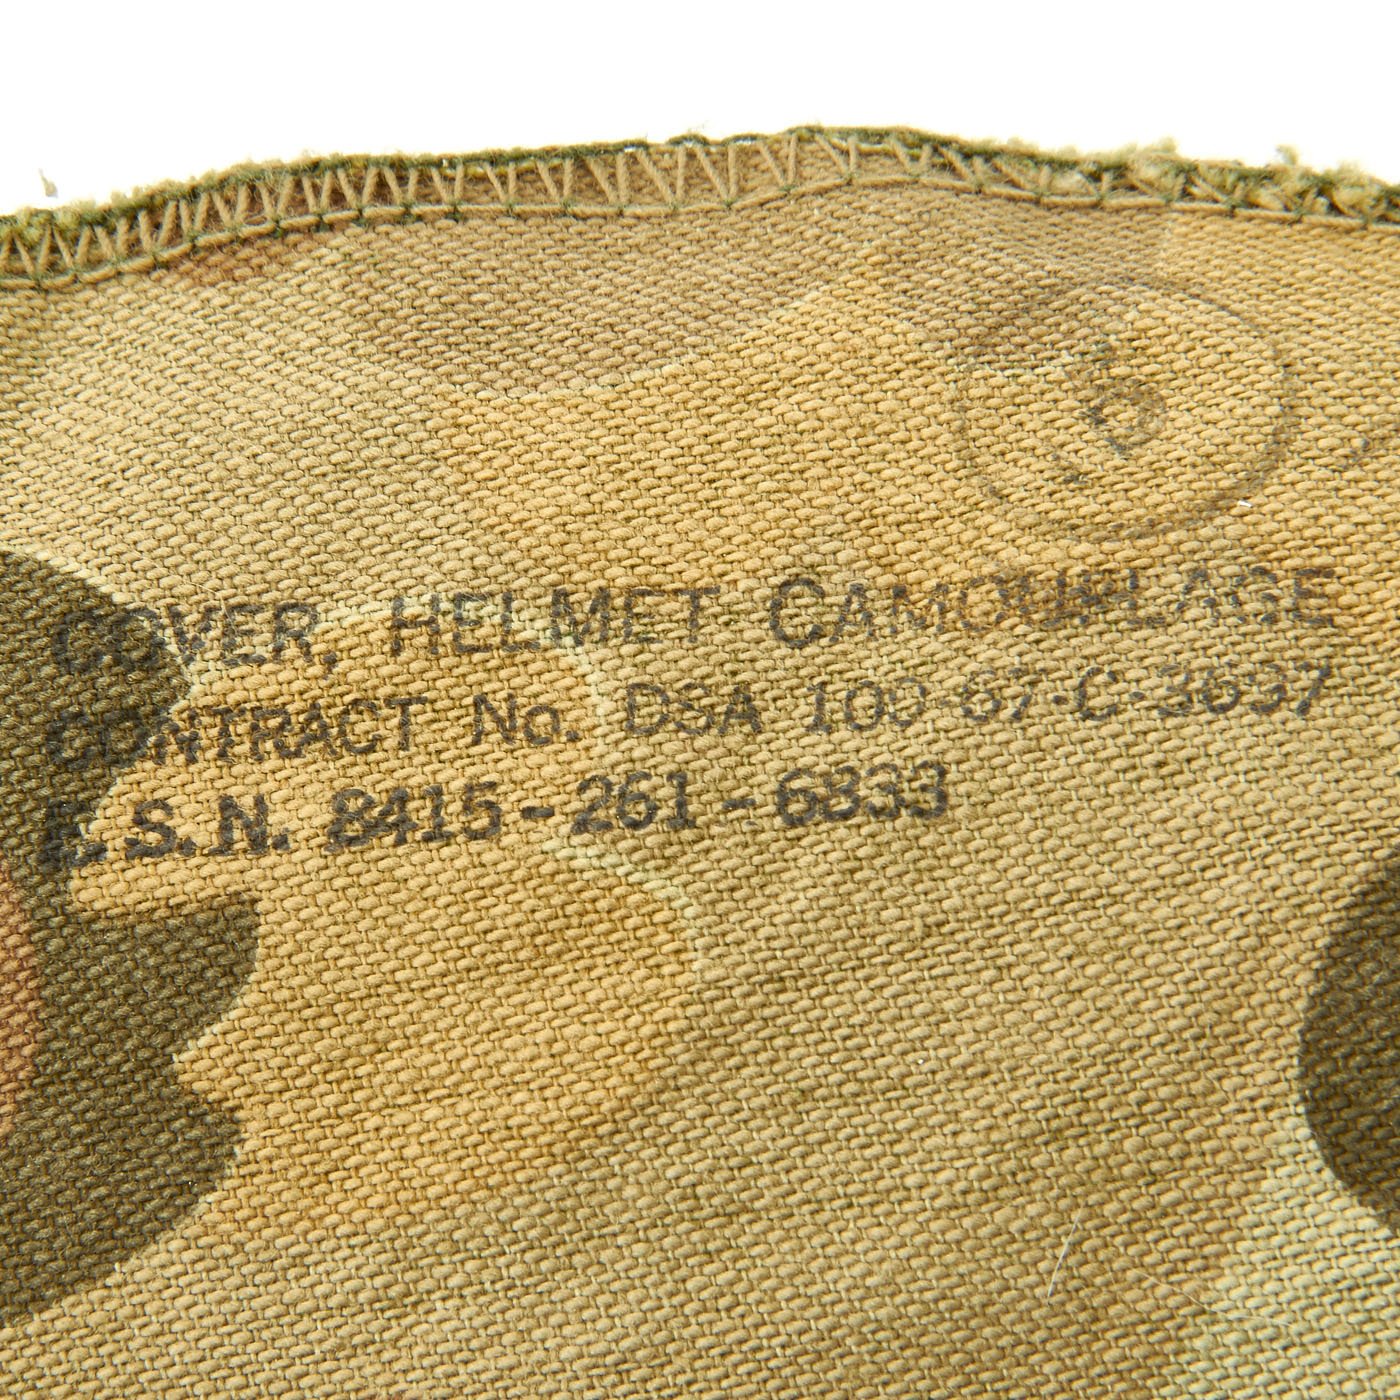 COVER, HELMET CAMOUFLAGE
CONTRACT No. DSA 100-67-C-3697
F.S.N. 8415-261-6833